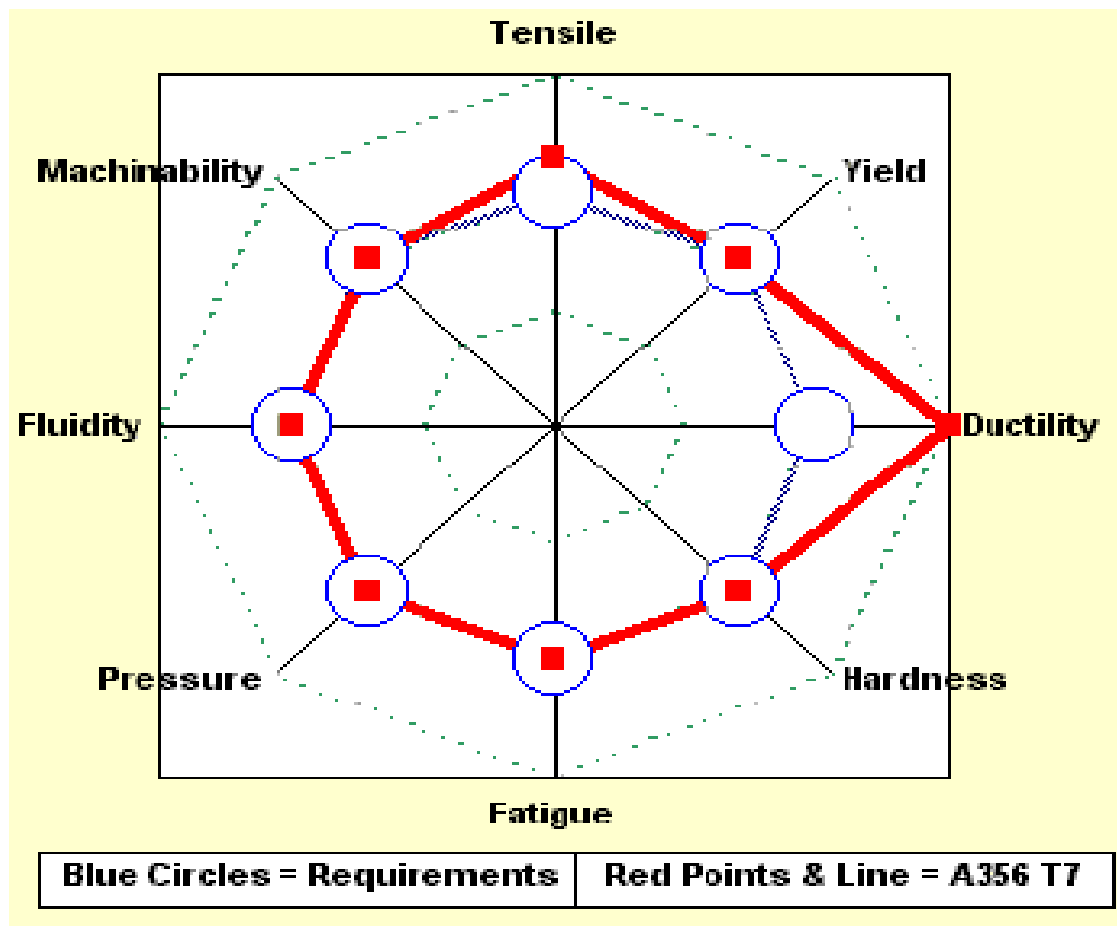 Tensile
Machinability
Yield
Fluidity
Ductility
Pressure
Hardness
Fatigue
Blue Circles = Requirements
Red Points & Line = A356 T7